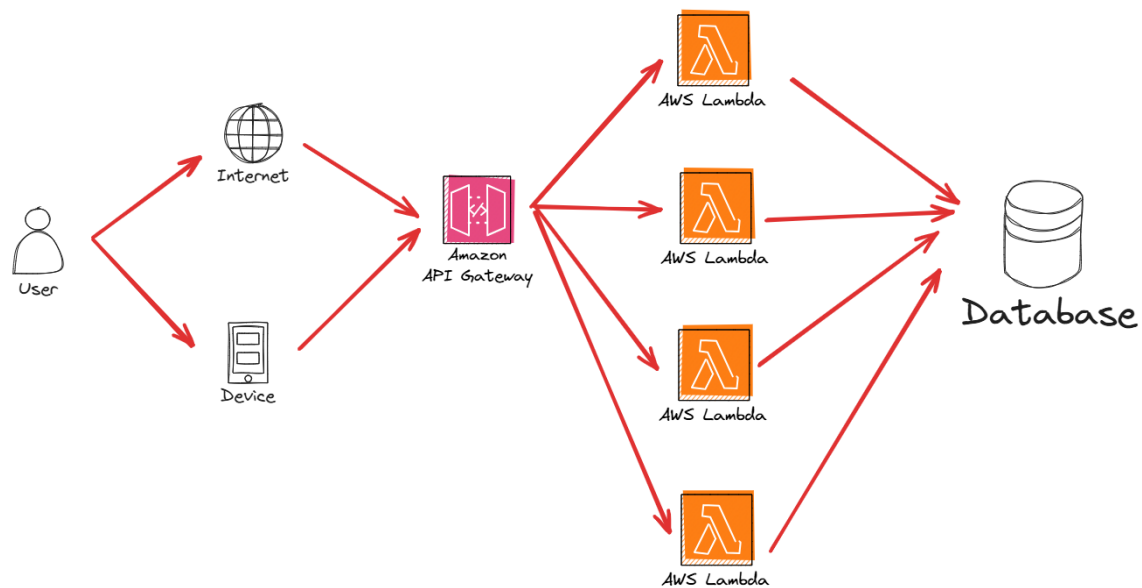 AWS Lambda
Internet
AWS Lambda
Amazon
API Gateway
User
Database
Device
AWS Lambda
AWS Lambda